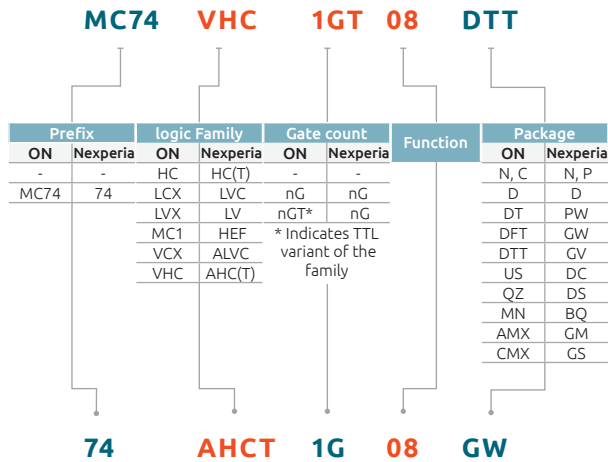 MC74 VHC 1GT 08 DTT
Prefix logic Family Gate count Function Package
ON Nexperia ON Nexperia ON Nexperia ON Nexperia
- - HC HC(T) - - N, C N, P
MC74 74 LCX LVC nG nG D D
LVX LV nGT* nG DT PW
MC1 HEF * Indicates TTL DFT GW
VCX ALVC variant of the DTT GV
VHC AHC(T) family US DC
QZ DS
MN BQ
AMX GM
CMX GS
74 AHCT 1G 08 GW